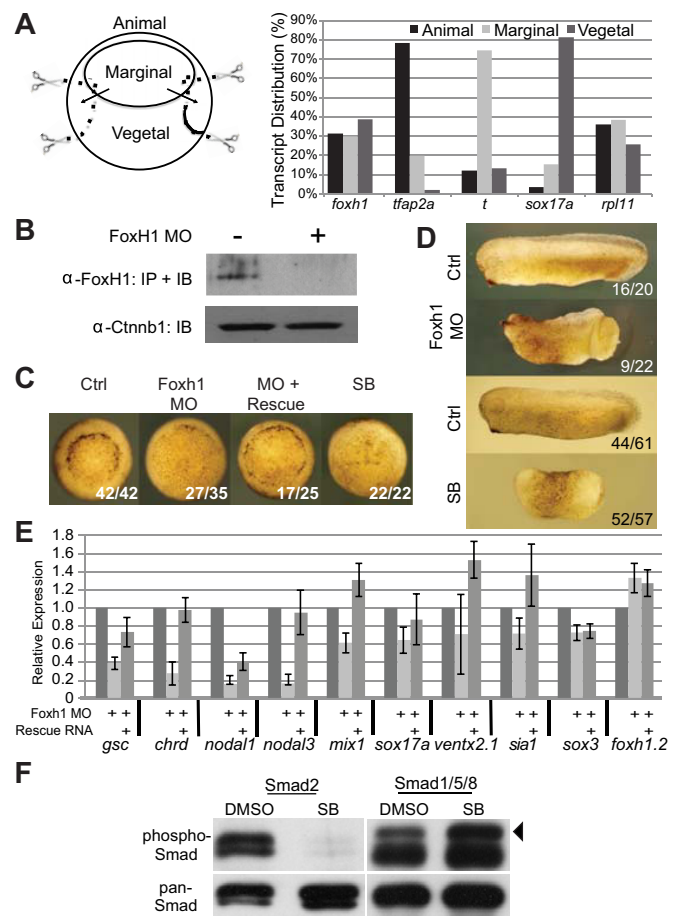 A
Animal
Marginal
Vegetal
Transcript Distribution (%)
90%
80%
70%
60%
50%
40%
30%
20%
10%
0%
Animal Marginal Vegetal
foxh1 tfap2a t sox17a rpl11
B
FoxH1 MO - +
α-FoxH1: IP + IB
α-Ctnnb1: IB
C
Ctrl Foxh1 MO MO + Rescue SB
42/42 27/35 17/25 22/22
D
Ctrl
16/20
Foxh1 MO
9/22
Ctrl
44/61
SB
52/57
E
Relative Expression
1.8
1.6
1.4
1.2
1.0
0.8
0.6
0.4
0.2
0
Foxh1 MO + + + + + + + + + + + + + + + + + + + +
Rescue RNA + + + + + + + + + +
gsc chrd nodal1 nodal3 mix1 sox17a ventx2.1 sia1 sox3 foxh1.2
F
Smad2 Smad1/5/8
DMSO SB DMSO SB
phospho-
Smad
pan-
Smad